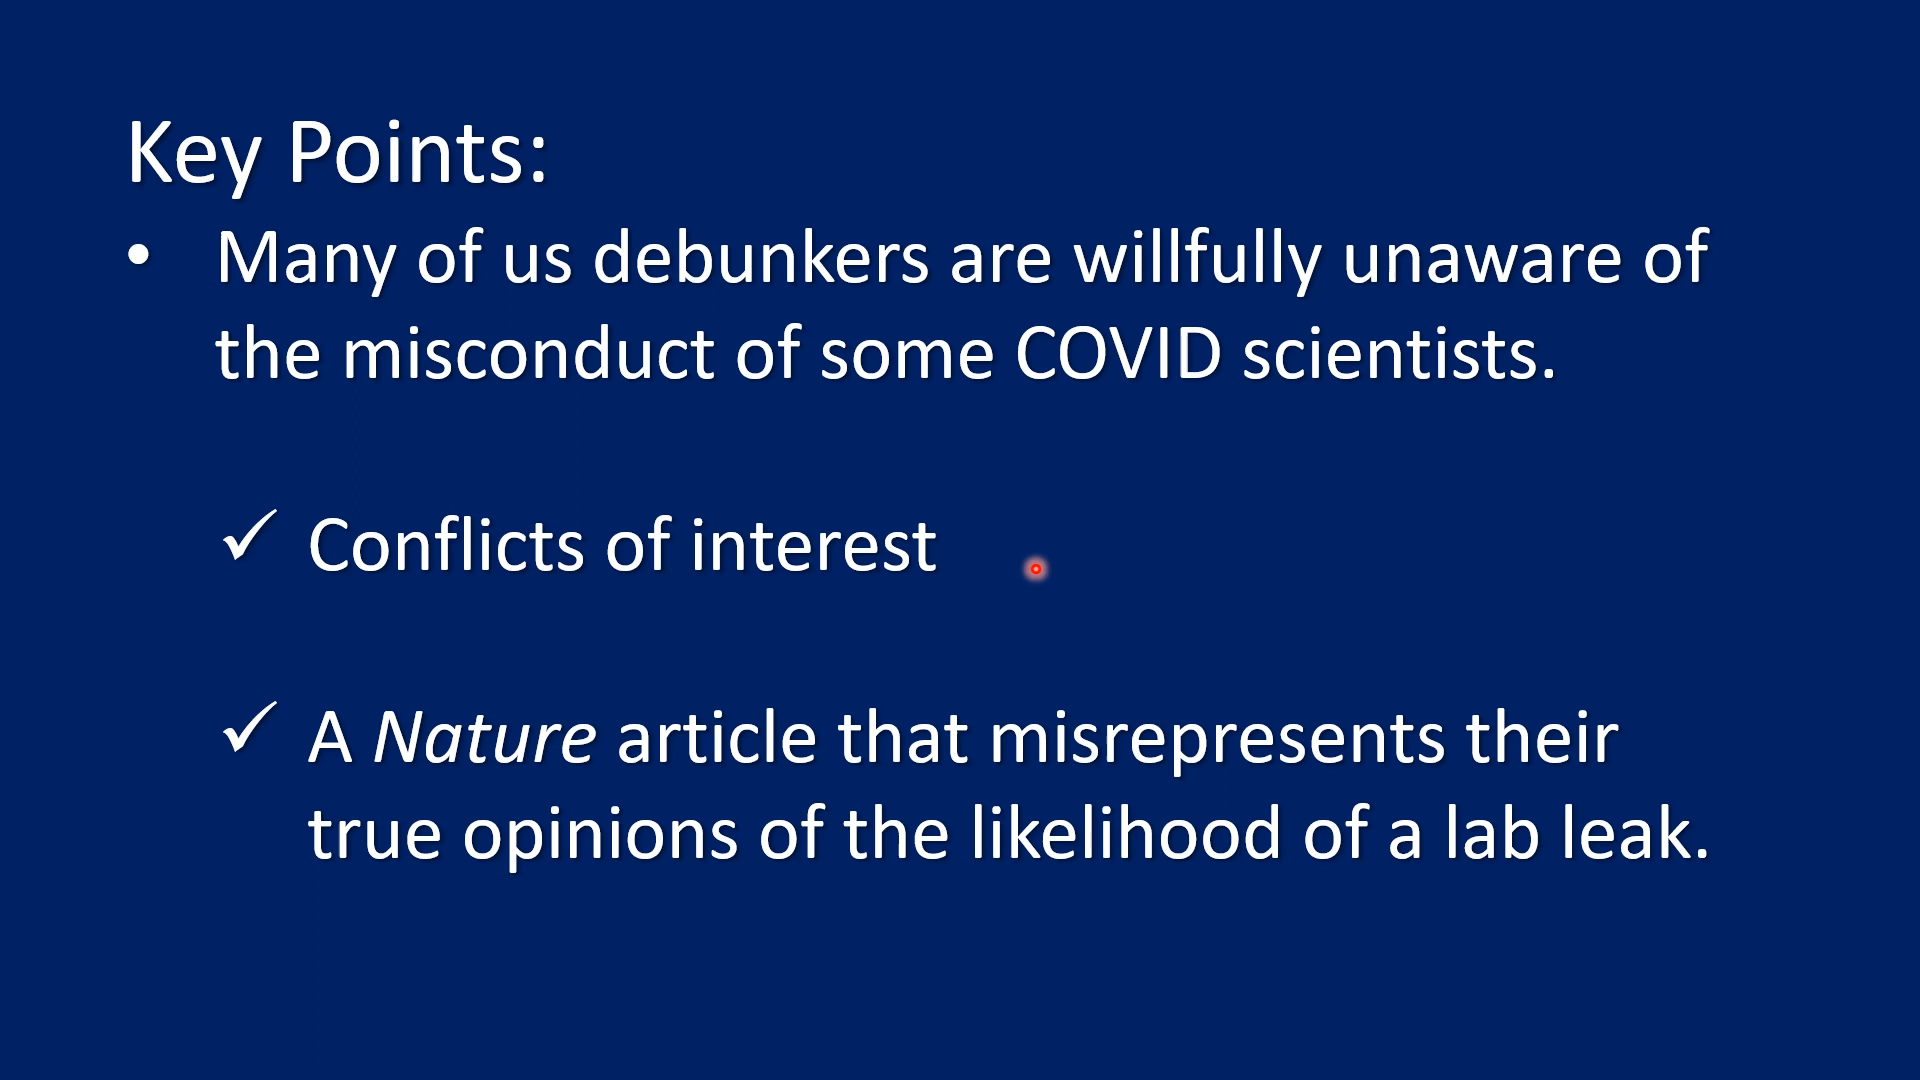 Key Points:
• Many of us debunkers are willfully unaware of
the misconduct of some COVID scientists.
✓ Conflicts of interest
✓ A Nature article that misrepresents their
true opinions of the likelihood of a lab leak.